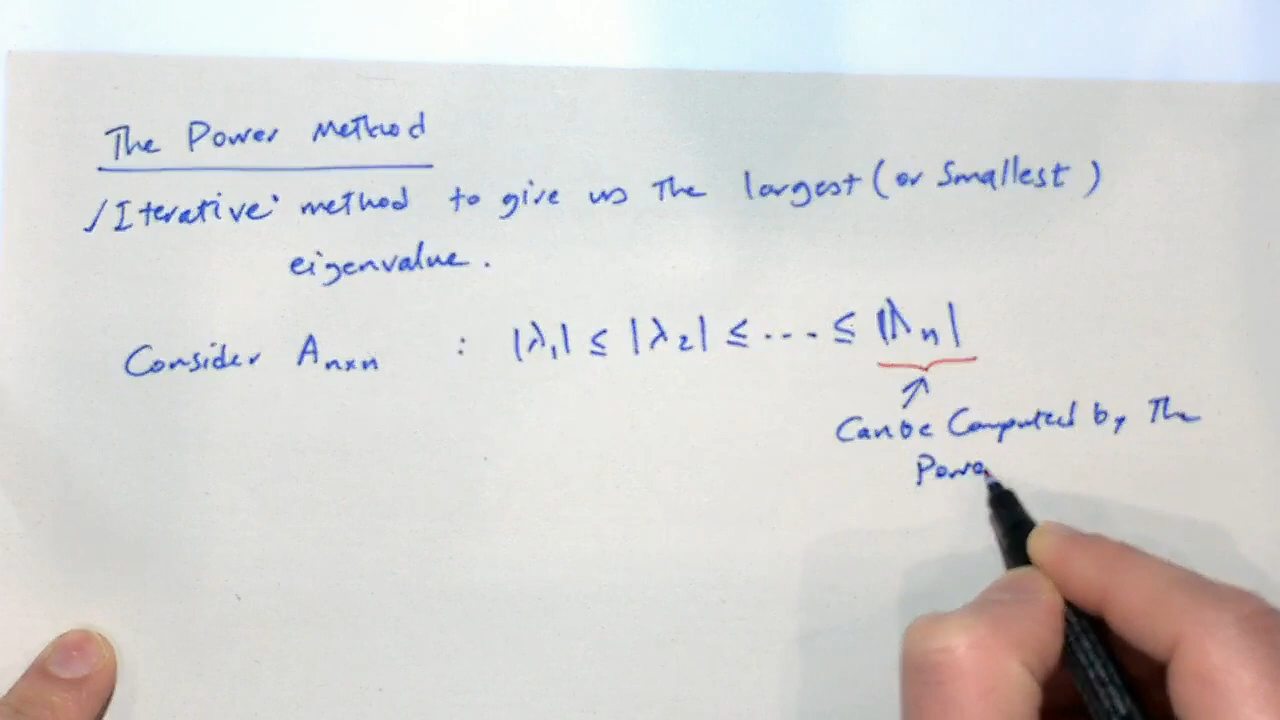 The Power Method
/Iterative method to give us The largest (or Smallest)
eigenvalue.
Consider Anxn : |λ1| ≤ |λ2| ≤ ---- ≤ |λn|
Can be Computed by The
Powe